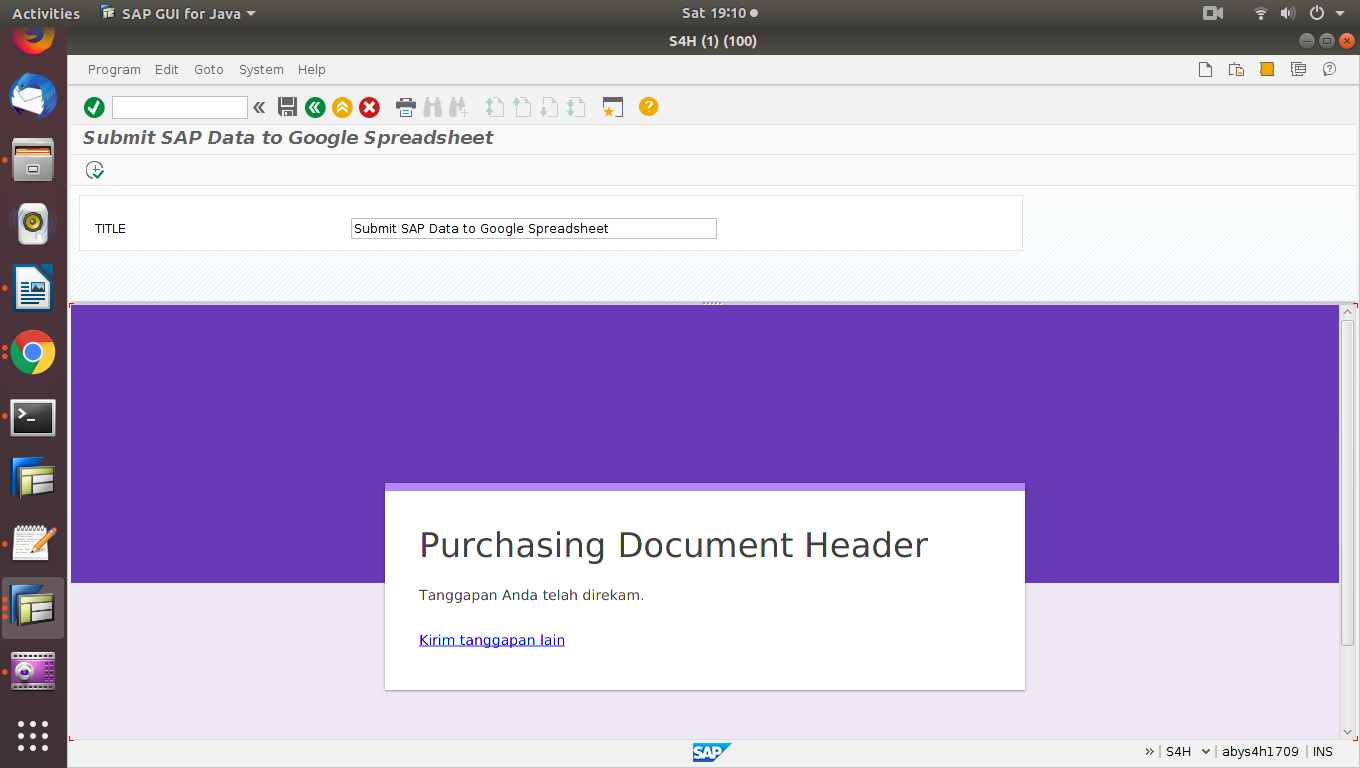 Activities SAP GUI for Java Sat 19:10
S4H (1) (100)
Program Edit Goto System Help
Submit SAP Data to Google Spreadsheet
TITLE Submit SAP Data to Google Spreadsheet
Purchasing Document Header
Tanggapan Anda telah direkam.
Kirim tanggapan lain
SAP » S4H abys4h1709 INS